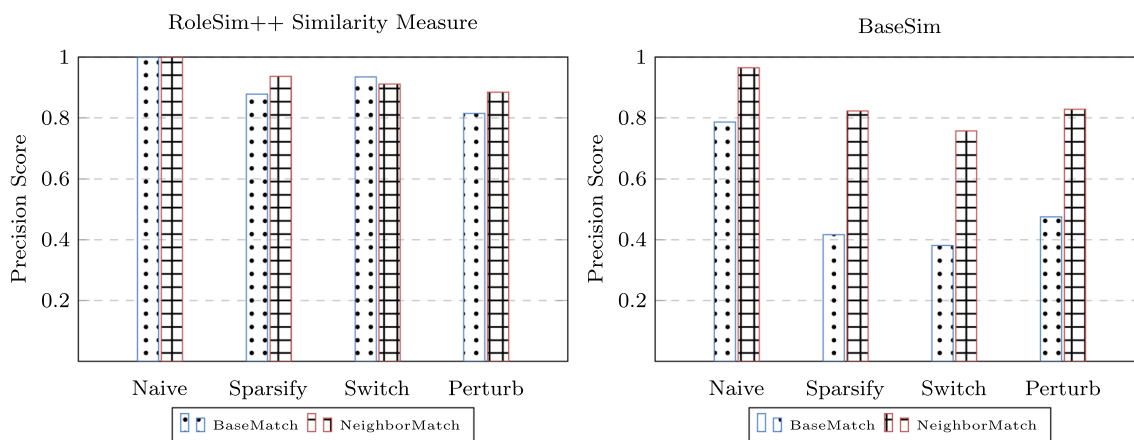 RoleSim++ Similarity Measure
1
0.8
0.6
0.4
0.2
Precision Score
Naive Sparsify Switch Perturb
BaseMatch NeighborMatch
BaseSim
1
0.8
0.6
0.4
0.2
Precision Score
Naive Sparsify Switch Perturb
BaseMatch NeighborMatch